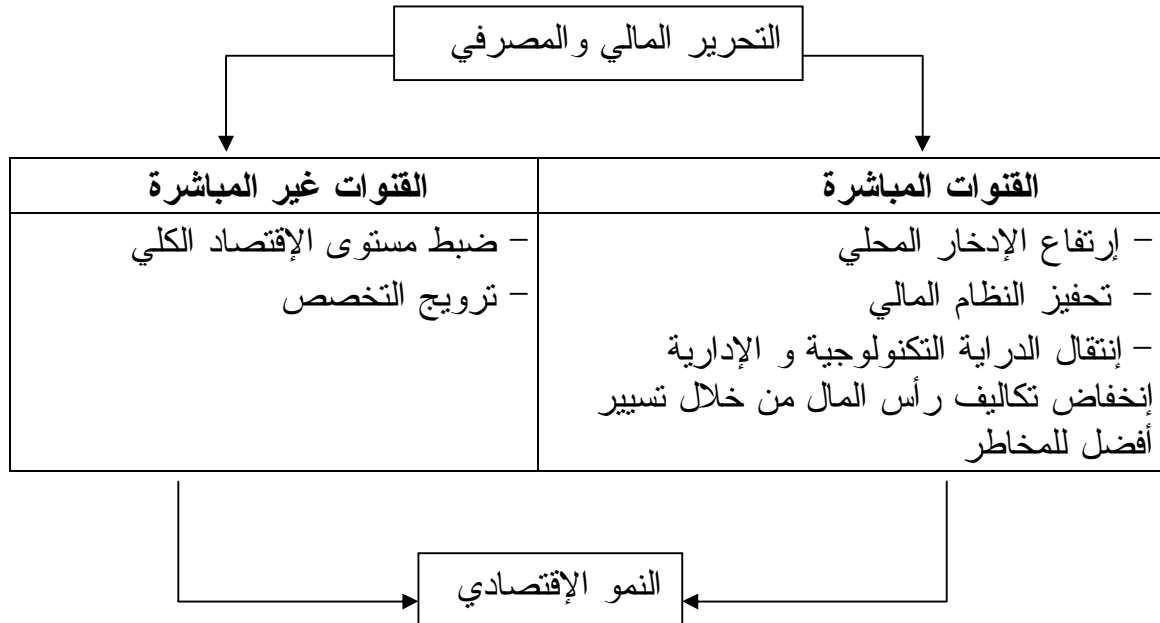 التحرير المالي والمصرفي
القنوات المباشرة
القنوات غير المباشرة
– إرتفاع الإدخار المحلي
– تحفيز النظام المالي
– إنتقال الدراية التكنولوجية و الإدارية
إنخفاض تكاليف رأس المال من خلال تسيير
أفضل للمخاطر
– ضبط مستوى الإقتصاد الكلي
– ترويج التخصص
النمو الإقتصادي